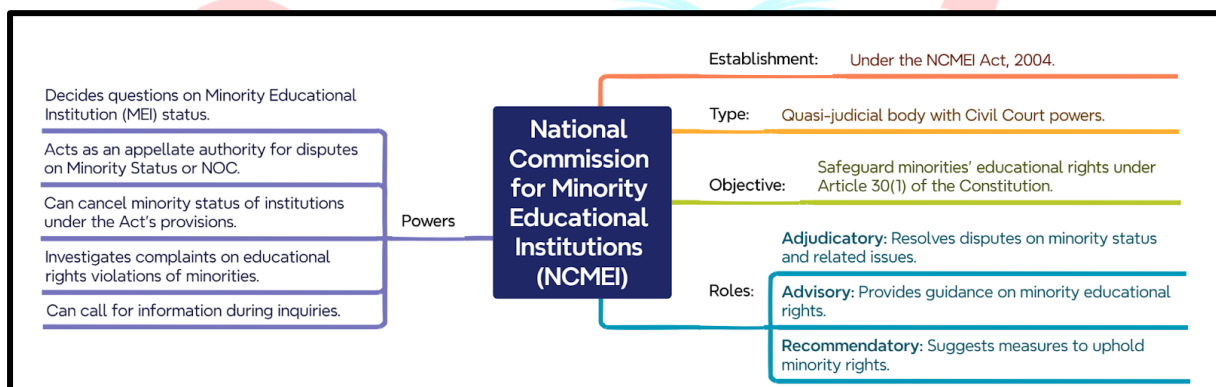 National
Commission
for Minority
Educational
Institutions
(NCMEI)
Establishment: Under the NCMEI Act, 2004.
Type: Quasi-judicial body with Civil Court powers.
Objective: Safeguard minorities' educational rights under
Article 30(1) of the Constitution.
Roles:
Adjudicatory: Resolves disputes on minority status
and related issues.
Advisory: Provides guidance on minority educational
rights.
Recommendatory: Suggests measures to uphold
minority rights.
Powers
Decides questions on Minority Educational
Institution (MEI) status.
Acts as an appellate authority for disputes
on Minority Status or NOC.
Can cancel minority status of institutions
under the Act's provisions.
Investigates complaints on educational
rights violations of minorities.
Can call for information during inquiries.